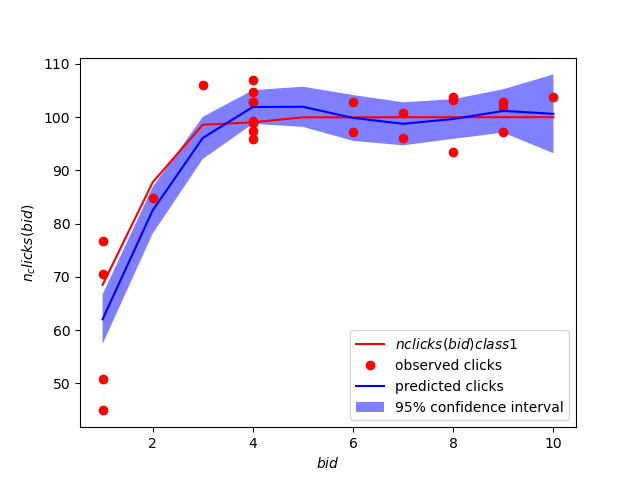 110
100
90
80
70
60
50
n_clicks(bid)
2
4
6
8
10
bid
nclicks(bid)class1
observed clicks
predicted clicks
95% confidence interval